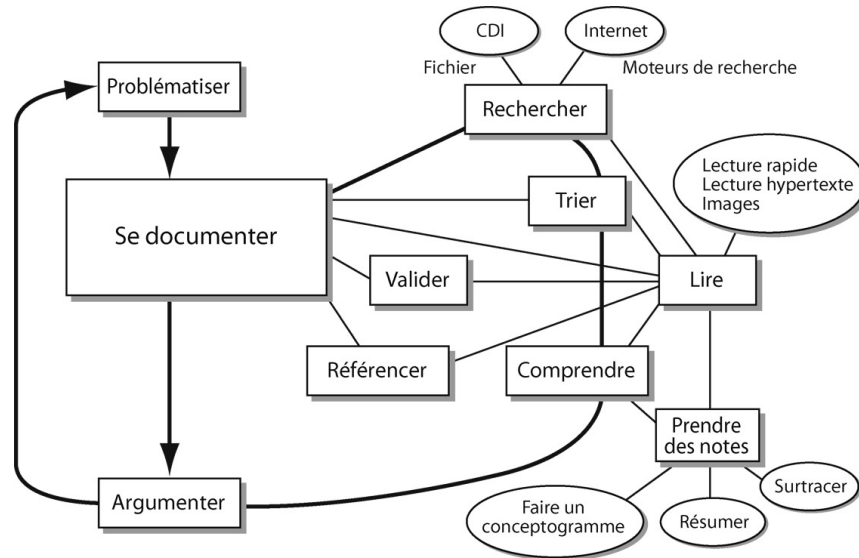 CDI
Internet
Fichier
Moteurs de recherche
Problématiser
Rechercher
Lecture rapide
Lecture hypertexte
Images
Trier
Se documenter
Valider
Lire
Référencer
Comprendre
Prendre
des notes
Argumenter
Surtracer
Faire un
conceptogramme
Résumer